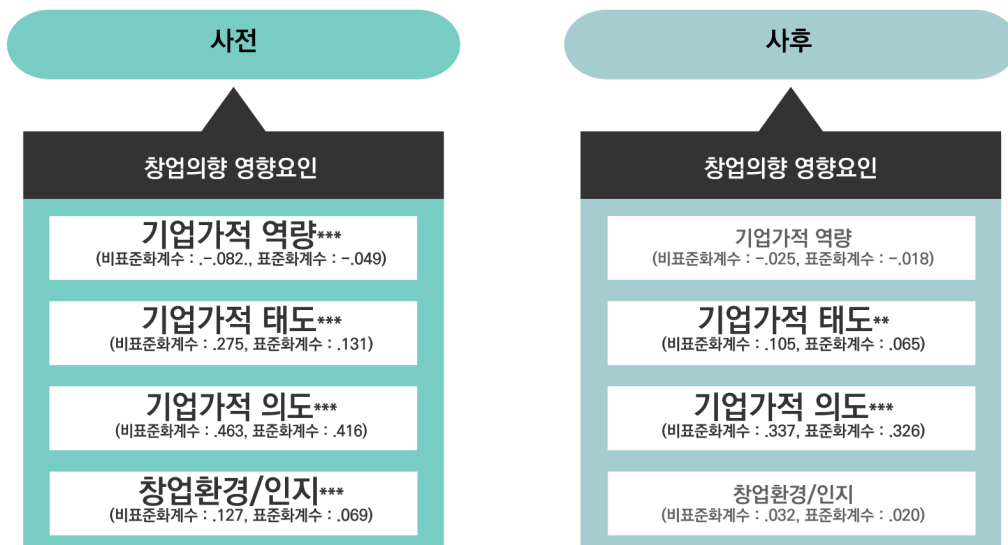 사전
창업의향 영향요인
기업가적 역량***
(비표준화계수 : .-.082., 표준화계수 : -.049)
기업가적 태도***
(비표준화계수 : .275, 표준화계수 : .131)
기업가적 의도***
(비표준화계수 : .463, 표준화계수 : .416)
창업환경/인지***
(비표준화계수 : .127, 표준화계수 : .069)
사후
창업의향 영향요인
기업가적 역량
(비표준화계수 : -.025, 표준화계수 : -.018)
기업가적 태도**
(비표준화계수 : .105, 표준화계수 : .065)
기업가적 의도***
(비표준화계수 : .337, 표준화계수 : .326)
창업환경/인지
(비표준화계수 : .032, 표준화계수 : .020)